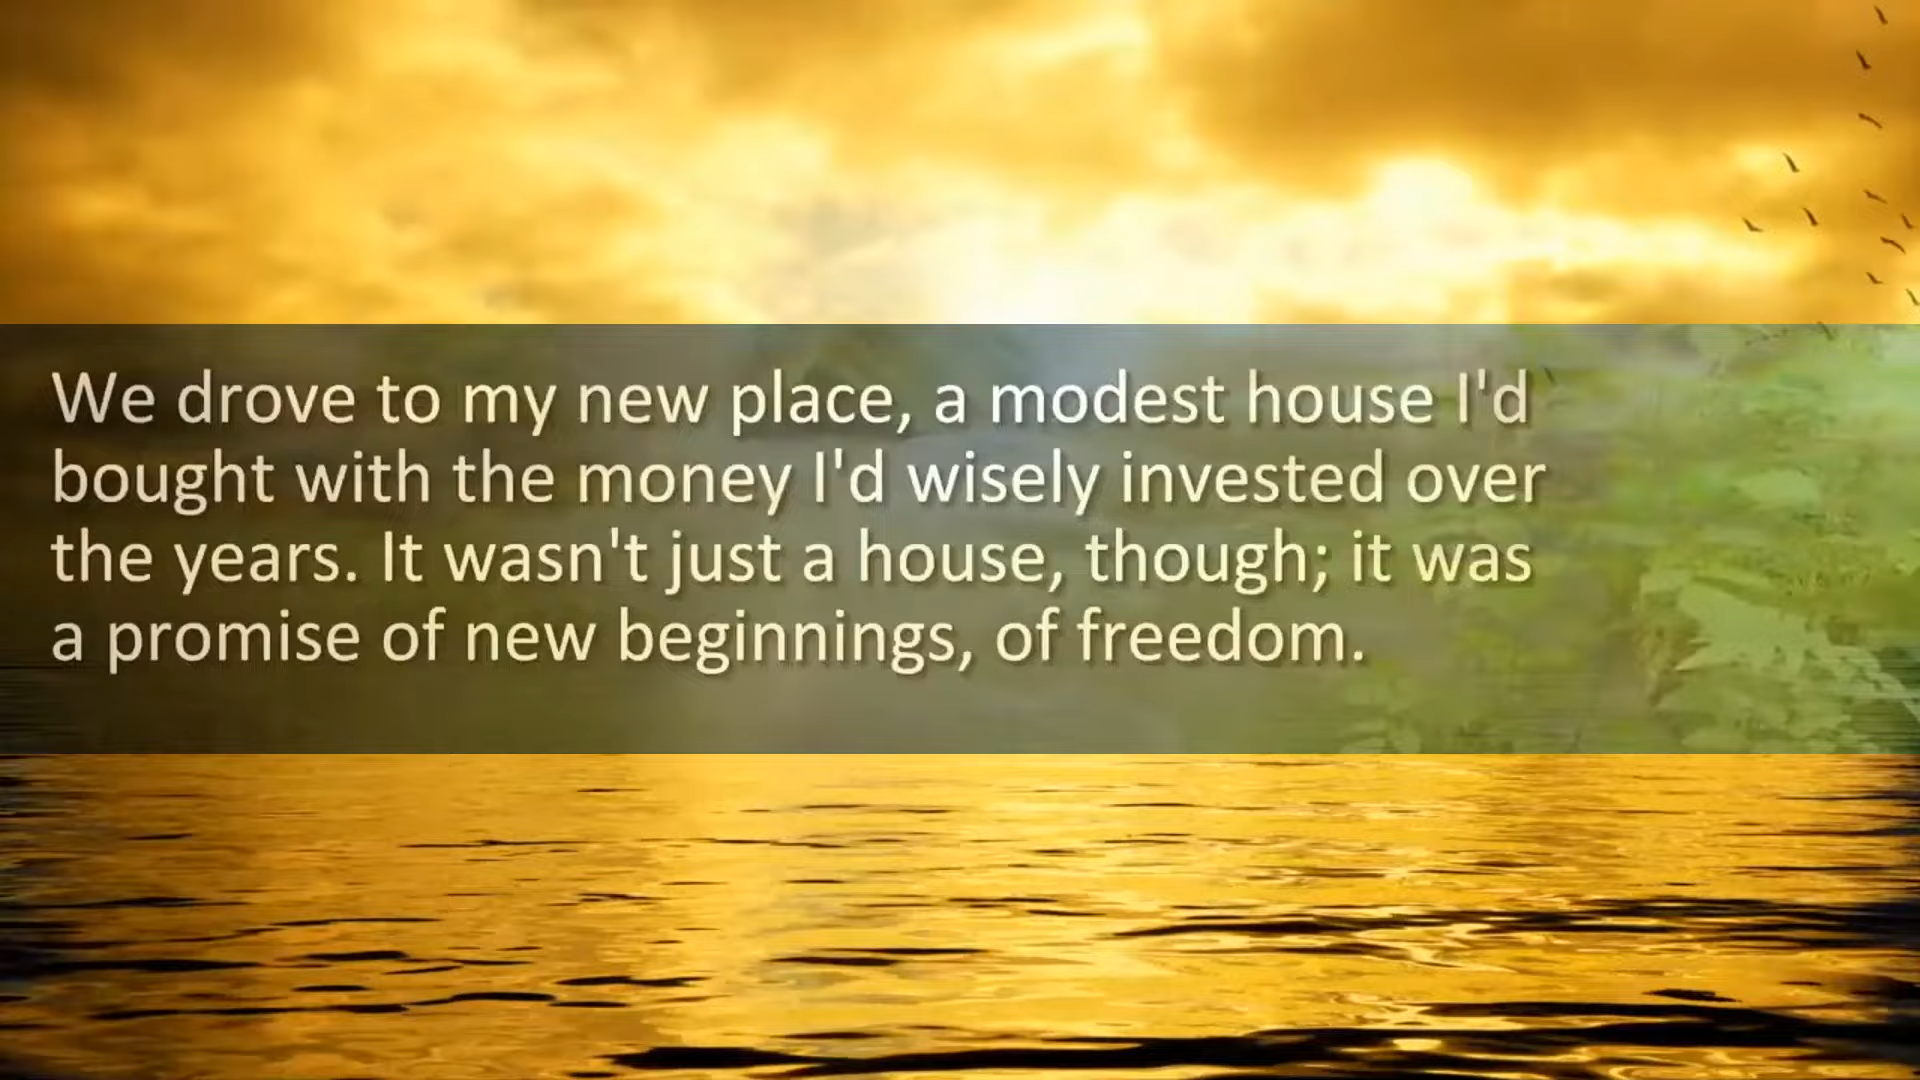 We drove to my new place, a modest house I'd
bought with the money I'd wisely invested over
the years. It wasn't just a house, though; it was
a promise of new beginnings, of freedom.